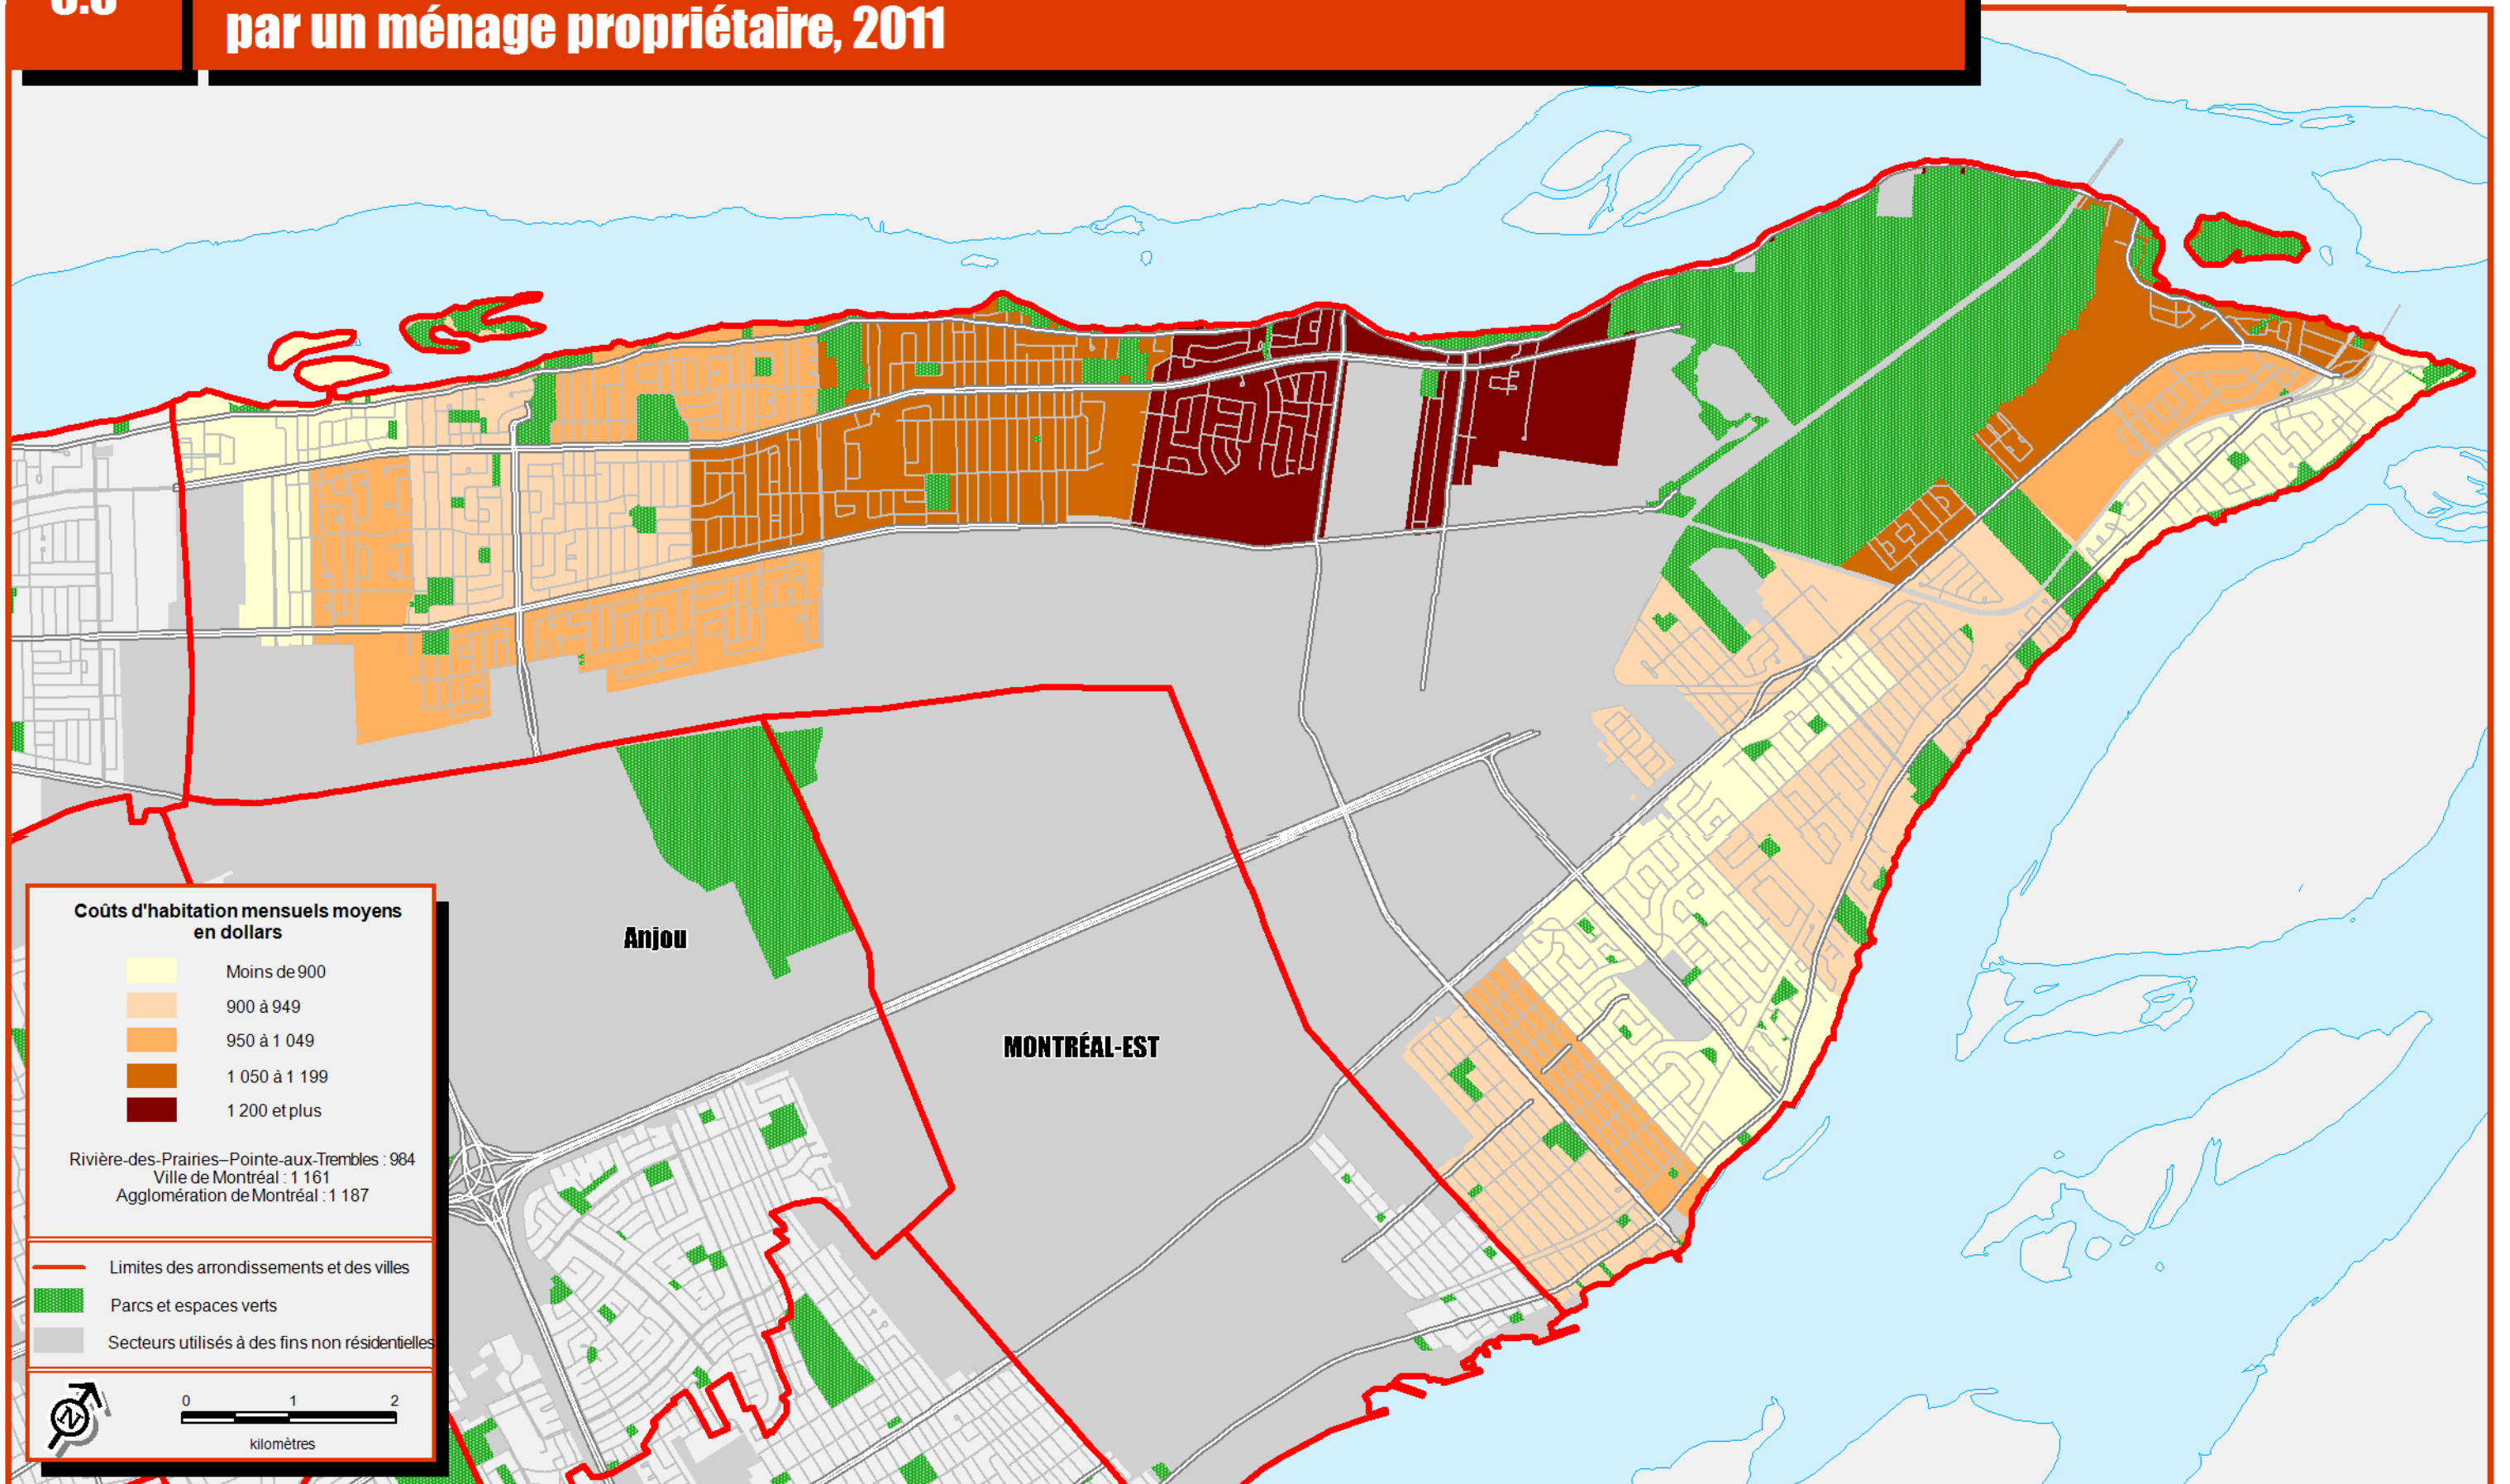 par un ménage propriétaire, 2011
Anjou
MONTRÉAL-EST
Coûts d'habitation mensuels moyens
en dollars
Moins de 900
900 à 949
950 à 1 049
1 050 à 1 199
1 200 et plus
Rivière-des-Prairies–Pointe-aux-Trembles : 984
Ville de Montréal : 1 161
Agglomération de Montréal : 1 187
Limites des arrondissements et des villes
Parcs et espaces verts
Secteurs utilisés à des fins non résidentielles
N
0 1 2
kilomètres